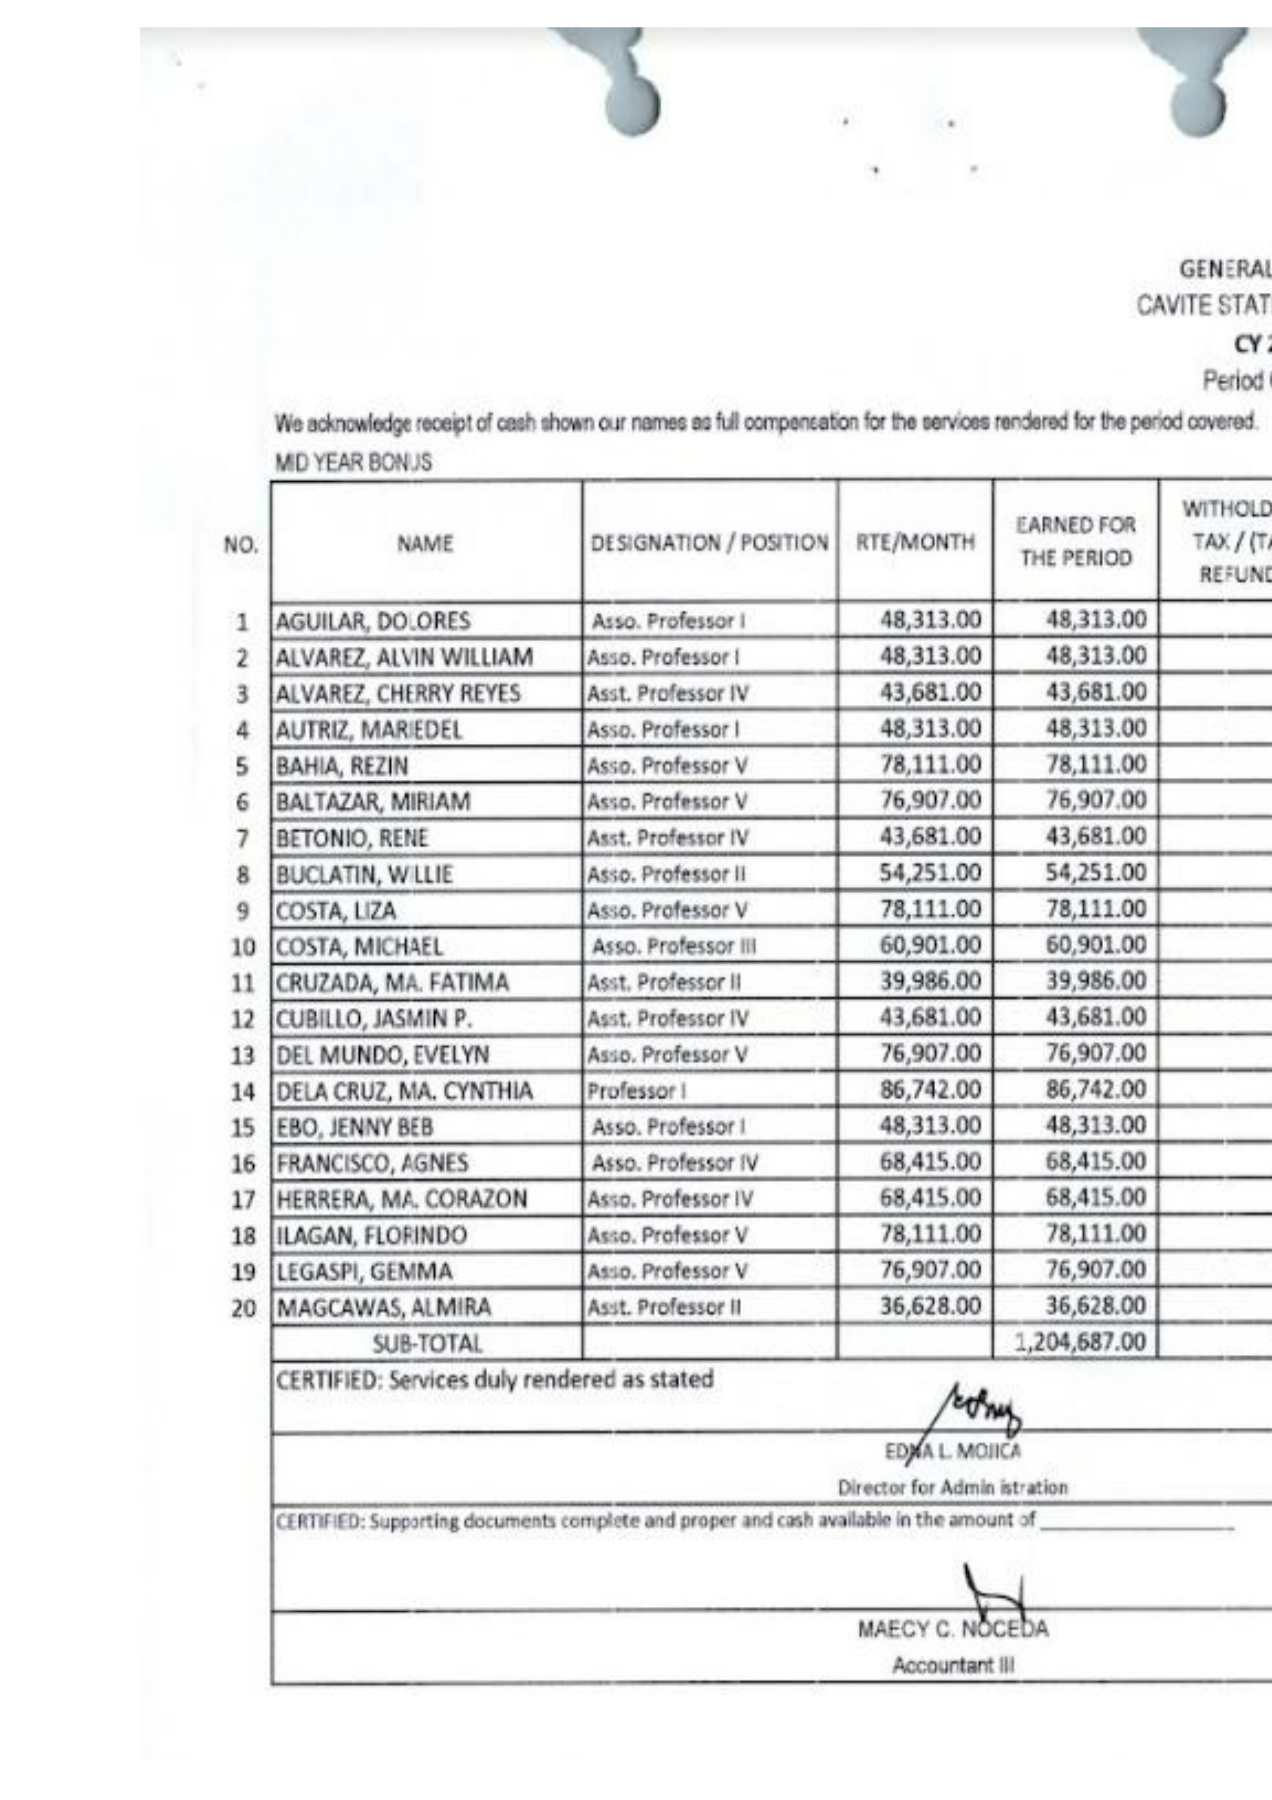 GENERAL
CAVITE STAT
CY 2
Period
We acknowledge receipt of cash shown our names as full compensation for the services rendered for the period covered.
MID YEAR BONUS
NO. NAME DESIGNATION / POSITION RTE/MONTH EARNED FOR THE PERIOD WITHOLD TAX / (TA REFUND
1 AGUILAR, DOLORES Asso. Professor I 48,313.00 48,313.00
2 ALVAREZ, ALVIN WILLIAM Asso. Professor I 48,313.00 48,313.00
3 ALVAREZ, CHERRY REYES Asst. Professor IV 43,681.00 43,681.00
4 AUTRIZ, MARIEDEL Asso. Professor I 48,313.00 48,313.00
5 BAHIA, REZIN Asso. Professor V 78,111.00 78,111.00
6 BALTAZAR, MIRIAM Asso. Professor V 76,907.00 76,907.00
7 BETONIO, RENE Asst. Professor IV 43,681.00 43,681.00
8 BUCLATIN, WILLIE Asso. Professor II 54,251.00 54,251.00
9 COSTA, LIZA Asso. Professor V 78,111.00 78,111.00
10 COSTA, MICHAEL Asso. Professor III 60,901.00 60,901.00
11 CRUZADA, MA. FATIMA Asst. Professor II 39,986.00 39,986.00
12 CUBILLO, JASMIN P. Asst. Professor IV 43,681.00 43,681.00
13 DEL MUNDO, EVELYN Asso. Professor V 76,907.00 76,907.00
14 DELA CRUZ, MA. CYNTHIA Professor I 86,742.00 86,742.00
15 EBO, JENNY BEB Asso. Professor I 48,313.00 48,313.00
16 FRANCISCO, AGNES Asso. Professor IV 68,415.00 68,415.00
17 HERRERA, MA. CORAZON Asso. Professor IV 68,415.00 68,415.00
18 ILAGAN, FLORINDO Asso. Professor V 78,111.00 78,111.00
19 LEGASPI, GEMMA Asso. Professor V 76,907.00 76,907.00
20 MAGCAWAS, ALMIRA Asst. Professor II 36,628.00 36,628.00
SUB-TOTAL 1,204,687.00
CERTIFIED: Services duly rendered as stated
EDNA L. MOJICA
Director for Admin istration
CERTIFIED: Supporting documents complete and proper and cash available in the amount of
MAECY C. NOCEDA
Accountant III